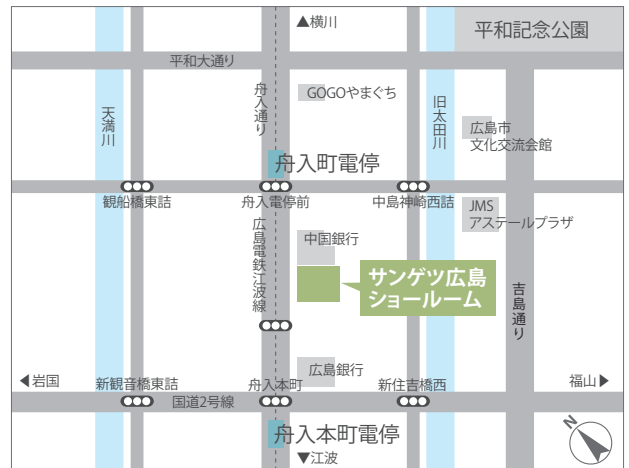 ▲横川
平和記念公園
平和大通り
舟入通り
GOGOやまぐち
天満川
旧太田川
広島市
文化交流会館
舟入町電停
観船橋東詰
舟入電停前
中島神崎西詰
JMS
アステールプラザ
広島電鉄江波線
中国銀行
サンゲツ広島
ショールーム
吉島通り
広島銀行
◀岩国
新観音橋東詰
舟入本町
新住吉橋西
福山▶
国道2号線
舟入本町電停
▼江波
N